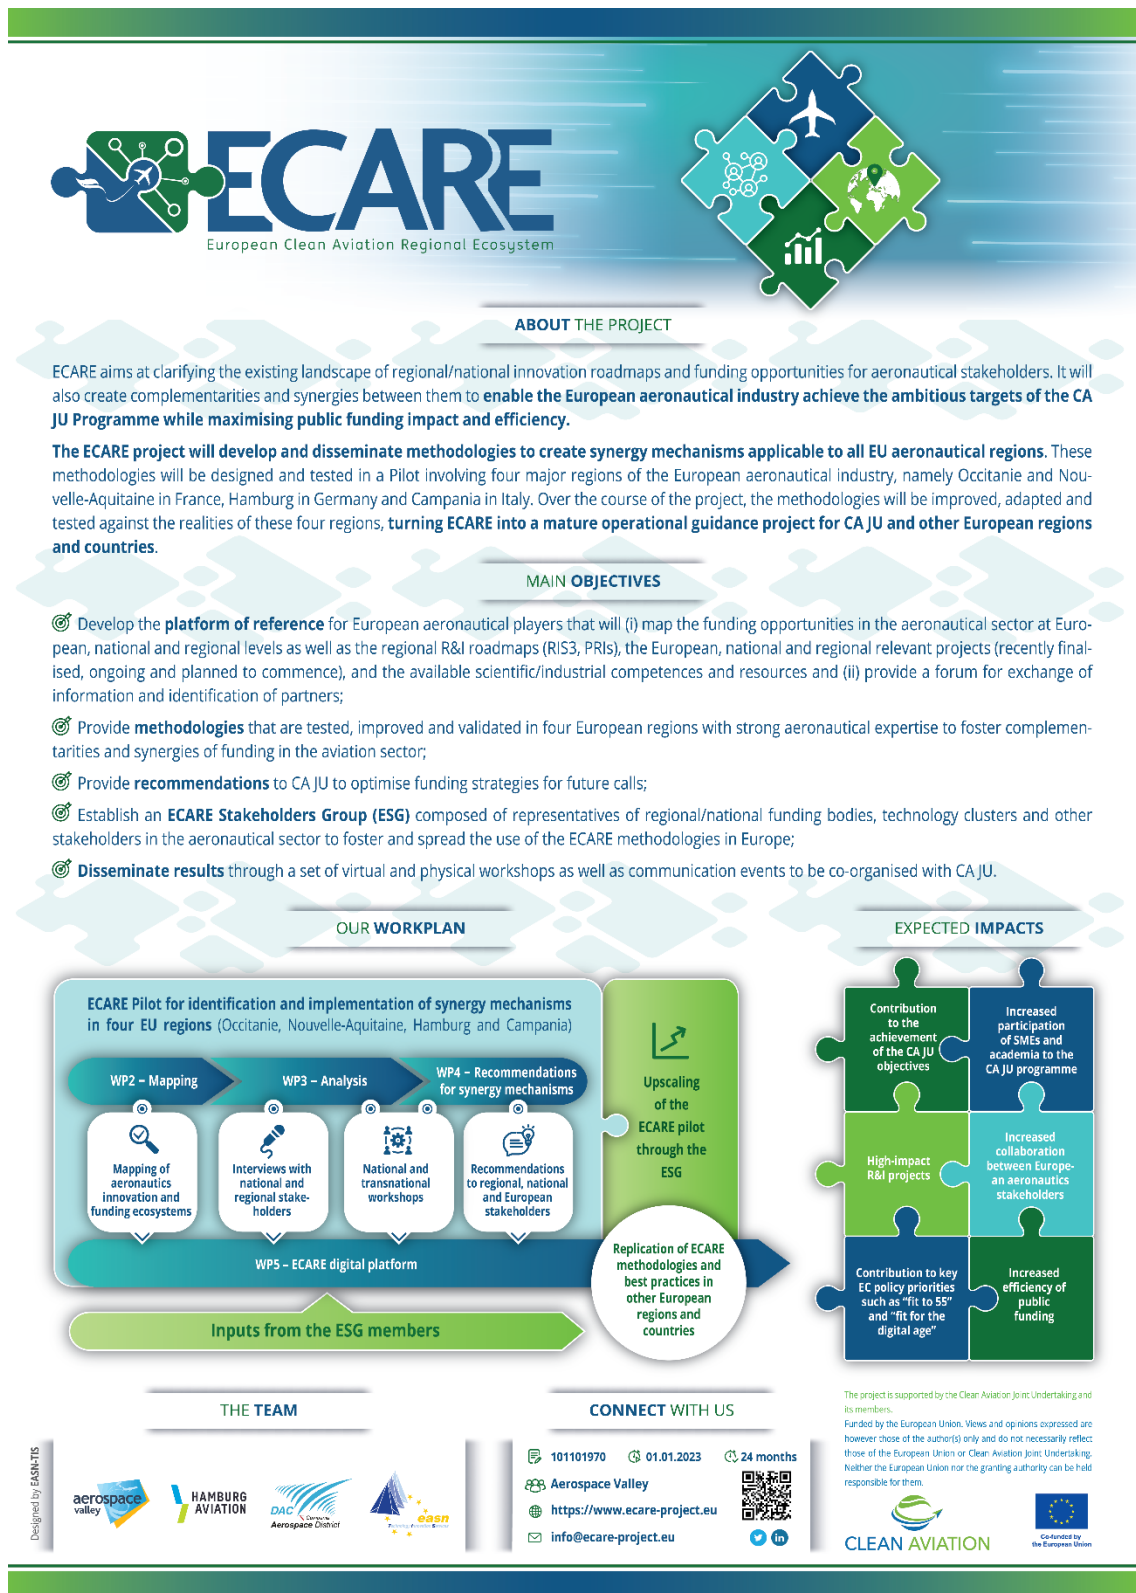 ECARE
European Clean Aviation Regional Ecosystem
ABOUT THE PROJECT
ECARE aims at clarifying the existing landscape of regional/national innovation roadmaps and funding opportunities for aeronautical stakeholders. It will
also create complementarities and synergies between them to enable the European aeronautical industry achieve the ambitious targets of the CA
JU Programme while maximising public funding impact and efficiency.
The ECARE project will develop and disseminate methodologies to create synergy mechanisms applicable to all EU aeronautical regions. These
methodologies will be designed and tested in a Pilot involving four major regions of the European aeronautical industry, namely Occitanie and Nou-
velle-Aquitaine in France, Hamburg in Germany and Campania in Italy. Over the course of the project, the methodologies will be improved, adapted and
tested against the realities of these four regions, turning ECARE into a mature operational guidance project for CA JU and other European regions
and countries.
MAIN OBJECTIVES
Develop the platform of reference for European aeronautical players that will (i) map the funding opportunities in the aeronautical sector at Euro-
pean, national and regional levels as well as the regional R&I roadmaps (RIS3, PRIs), the European, national and regional relevant projects (recently final-
ised, ongoing and planned to commence), and the available scientific/industrial competences and resources and (ii) provide a forum for exchange of
information and identification of partners;
Provide methodologies that are tested, improved and validated in four European regions with strong aeronautical expertise to foster complemen-
tarities and synergies of funding in the aviation sector;
Provide recommendations to CA JU to optimise funding strategies for future calls;
Establish an ECARE Stakeholders Group (ESG) composed of representatives of regional/national funding bodies, technology clusters and other
stakeholders in the aeronautical sector to foster and spread the use of the ECARE methodologies in Europe;
Disseminate results through a set of virtual and physical workshops as well as communication events to be co-organised with CA JU.
OUR WORKPLAN
ECARE Pilot for identification and implementation of synergy mechanisms
in four EU regions (Occitanie, Nouvelle-Aquitaine, Hamburg and Campania)
WP2 – Mapping
WP3 – Analysis
WP4 – Recommendations
for synergy mechanisms
Mapping of
aeronautics
innovation and
funding ecosystems
Interviews with
national and
regional stake-
holders
National and
transnational
workshops
Recommendations
to regional, national
and European
stakeholders
WP5 – ECARE digital platform
Inputs from the ESG members
Upscaling
of the
ECARE pilot
through the
ESG
Replication of ECARE
methodologies and
best practices in
other European
regions and
countries
EXPECTED IMPACTS
Contribution
to the
achievement
of the CA JU
objectives
Increased
participation
of SMEs and
academia to the
CA JU programme
High-impact
R&I projects
Increased
collaboration
between Europe-
an aeronautics
stakeholders
Contribution to key
EC policy priorities
such as “fit to 55”
and “fit for the
digital age”
Increased
efficiency of
public
funding
THE TEAM
Designed by EASN-TIS
aerospace
valley
HAMBURG
AVIATION
DAC
Campania
Aerospace District
easn
Technology Innovation Services
CONNECT WITH US
101101970
01.01.2023
24 months
Aerospace Valley
https://www.ecare-project.eu
info@ecare-project.eu
The project is supported by the Clean Aviation Joint Undertaking and
its members.
Funded by the European Union. Views and opinions expressed are
however those of the author(s) only and do not necessarily reflect
those of the European Union or Clean Aviation Joint Undertaking.
Neither the European Union nor the granting authority can be held
responsible for them.
CLEAN AVIATION
Co-funded by
the European Union